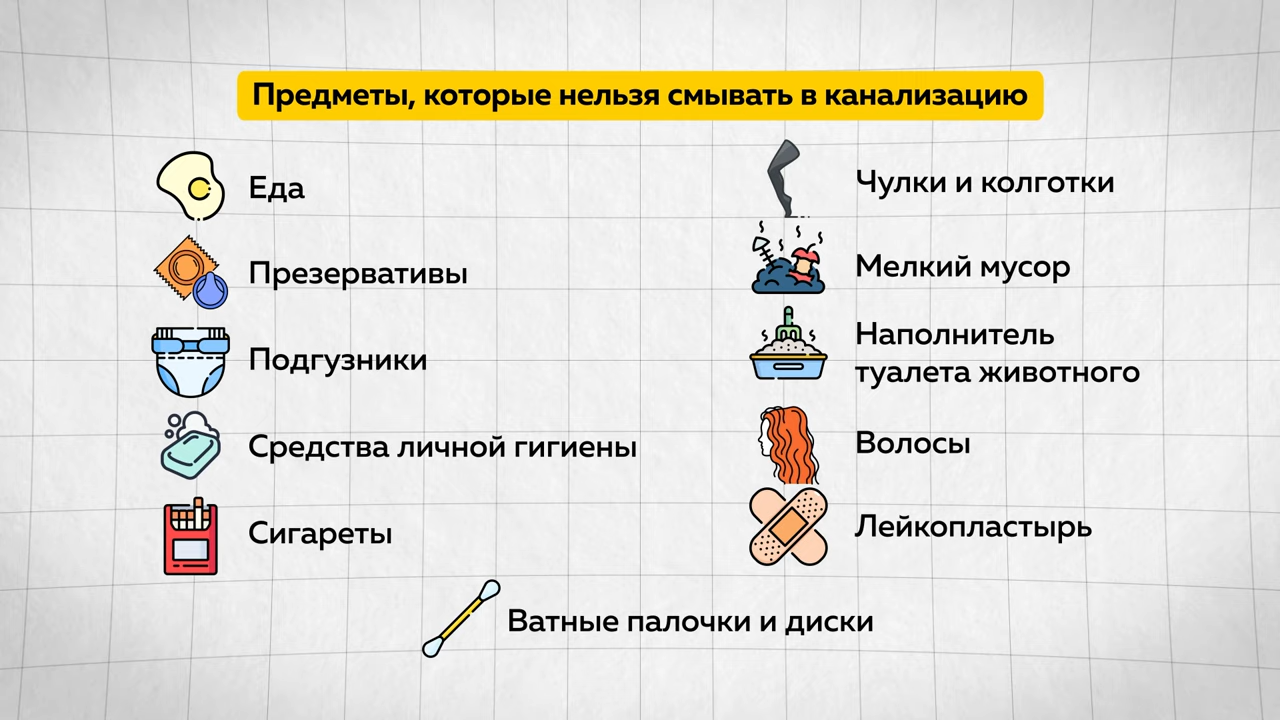 Предметы, которые нельзя смывать в канализацию
Еда
Презервативы
Подгузники
Средства личной гигиены
Сигареты
Чулки и колготки
Мелкий мусор
Наполнитель
туалета животного
Волосы
Лейкопластырь
Ватные палочки и диски